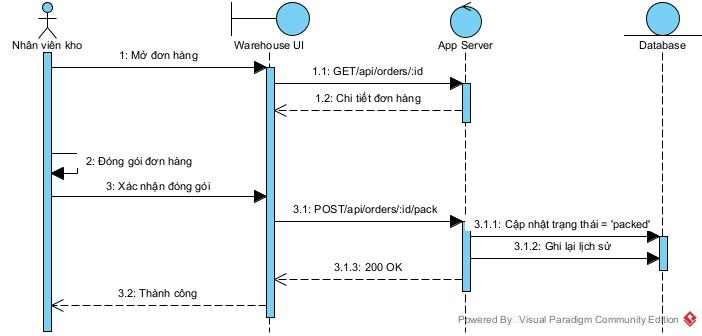 Nhân viên kho
Warehouse UI
App Server
Database
1: Mở đơn hàng
1.1: GET/api/orders/:id
1.2: Chi tiết đơn hàng
2: Đóng gói đơn hàng
3: Xác nhận đóng gói
3.1: POST/api/orders/:id/pack
3.1.1: Cập nhật trạng thái = 'packed'
3.1.2: Ghi lại lịch sử
3.1.3: 200 OK
3.2: Thành công
Powered By Visual Paradigm Community Edition